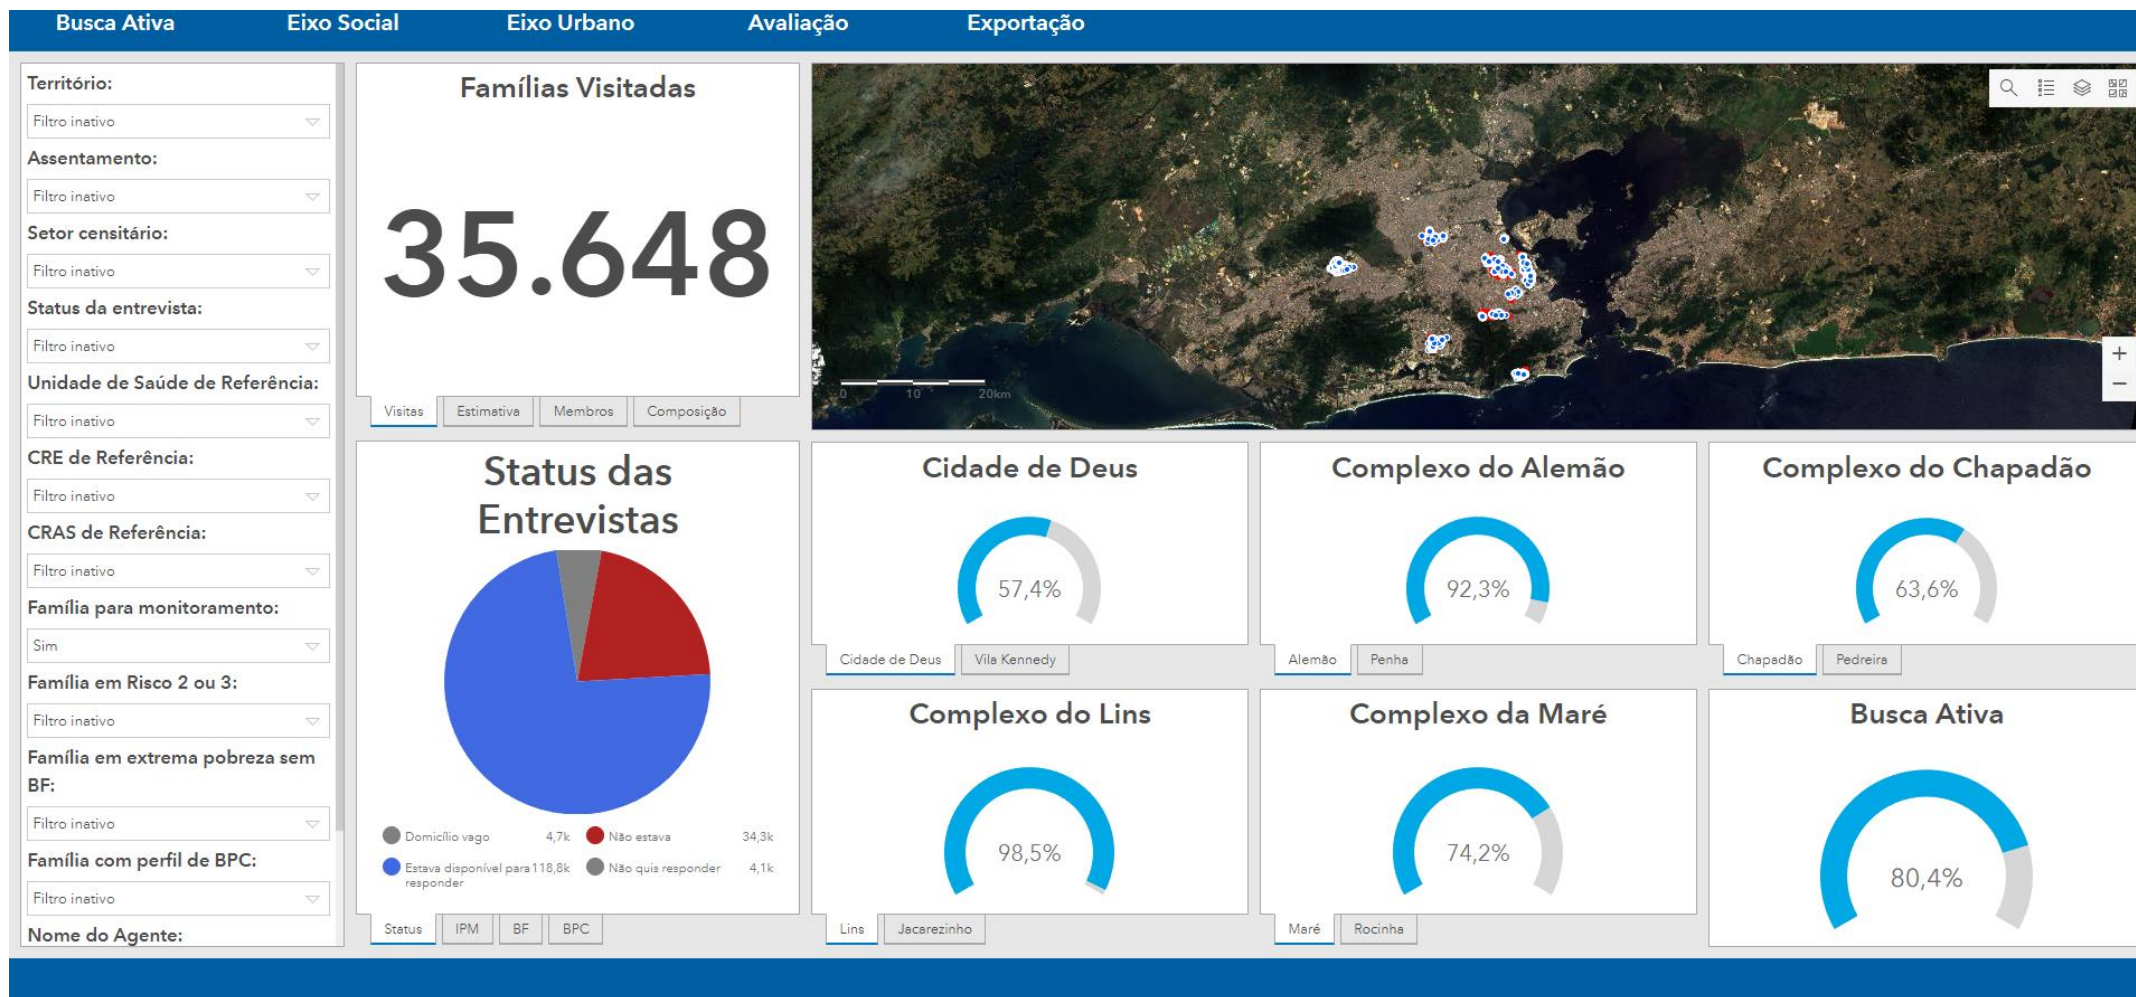 Busca Ativa
Eixo Social
Eixo Urbano
Avaliação
Exportação
Território:
Filtro inativo
Assentamento:
Filtro inativo
Setor censitário:
Filtro inativo
Status da entrevista:
Filtro inativo
Unidade de Saúde de Referência:
Filtro inativo
CRE de Referência:
Filtro inativo
CRAS de Referência:
Filtro inativo
Família para monitoramento:
Sim
Família em Risco 2 ou 3:
Filtro inativo
Família em extrema pobreza sem
BF:
Filtro inativo
Família com perfil de BPC:
Filtro inativo
Nome do Agente:
Famílias Visitadas
35.648
Visitas
Estimativa
Membros
Composição
0 10 20km
+
−
Status das
Entrevistas
Domicílio vago 4,7k
Não estava 34,3k
Estava disponível para 118,8k
responder
Não quis responder 4,1k
Status
IPM
BF
BPC
Cidade de Deus
57,4%
Cidade de Deus
Vila Kennedy
Complexo do Alemão
92,3%
Alemão
Penha
Complexo do Chapadão
63,6%
Chapadão
Pedreira
Complexo do Lins
98,5%
Lins
Jacarezinho
Complexo da Maré
74,2%
Maré
Rocinha
Busca Ativa
80,4%